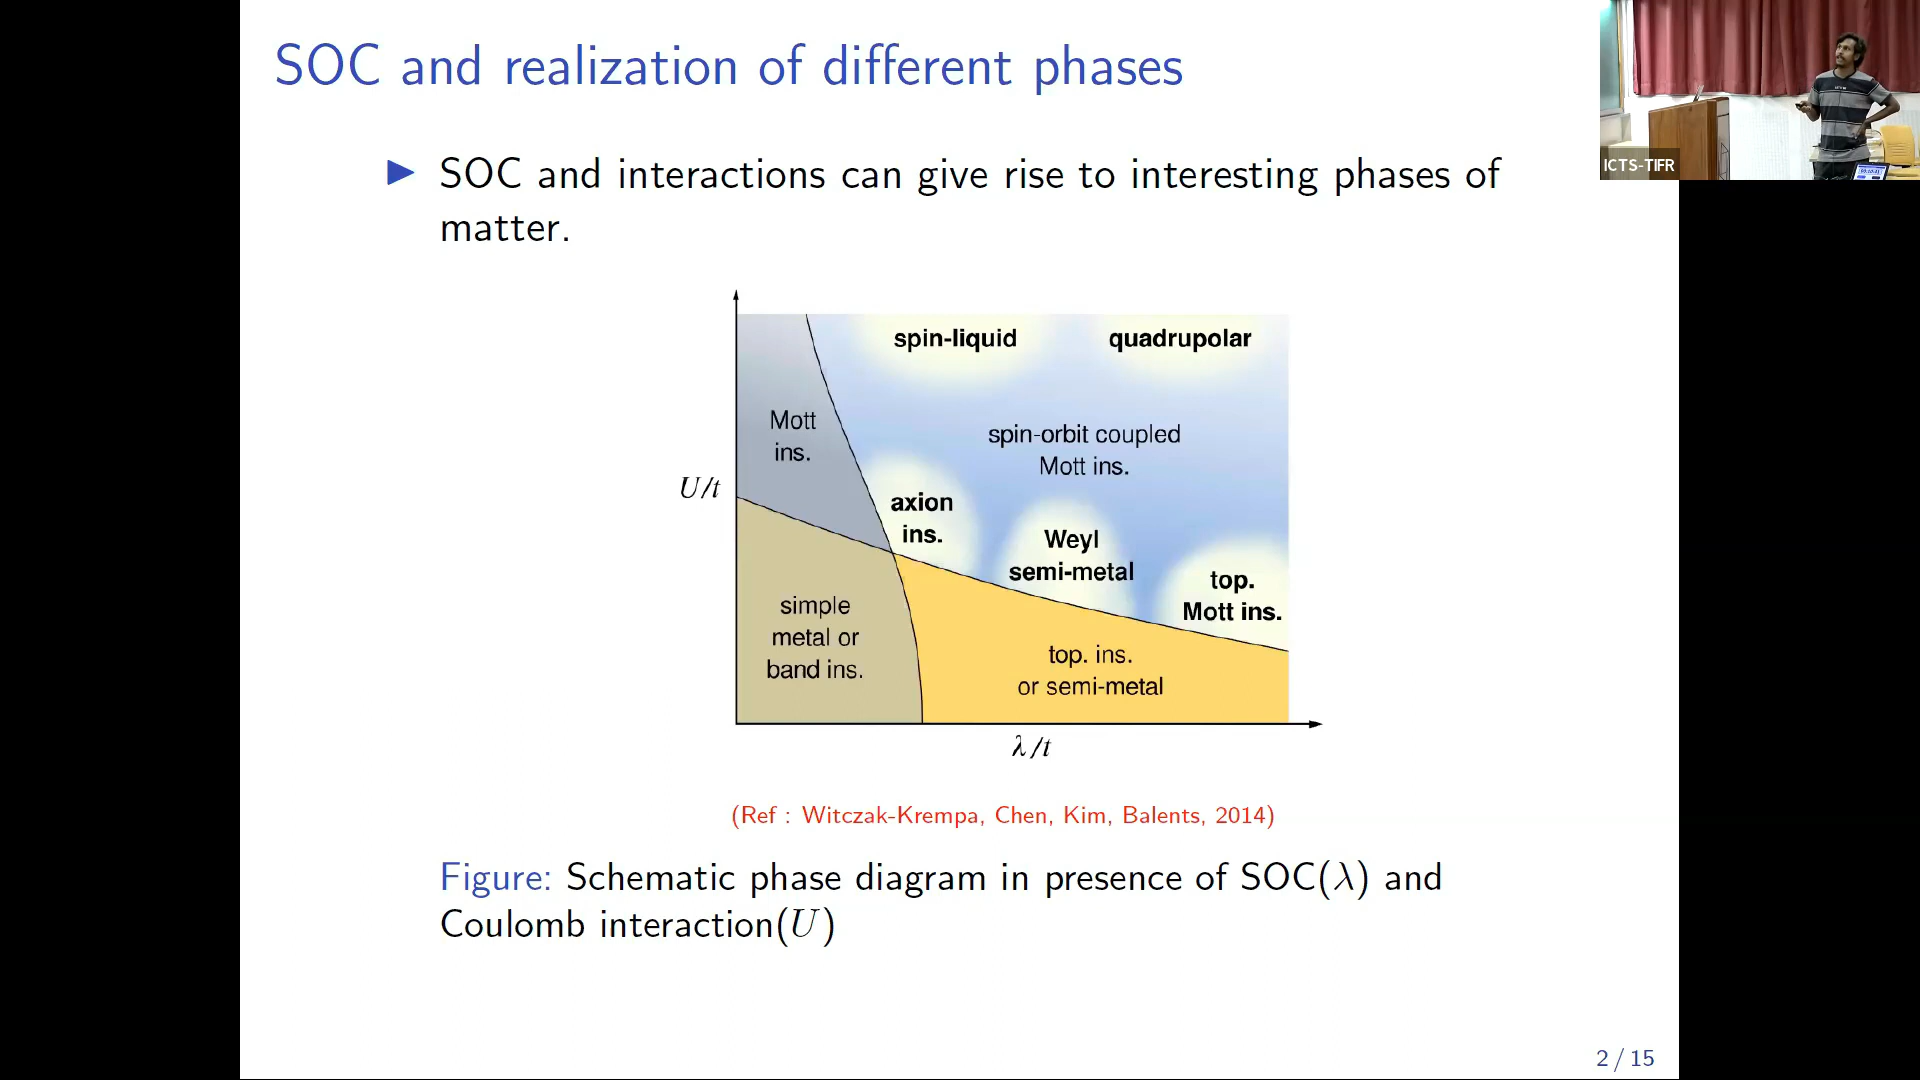 SOC and realization of different phases
ICTS-TIFR
▶ SOC and interactions can give rise to interesting phases of
matter.
spin-liquid
quadrupolar
Mott
ins.
spin-orbit coupled
Mott ins.
U/t
axion
ins.
Weyl
semi-metal
top.
Mott ins.
simple
metal or
band ins.
top. ins.
or semi-metal
λ/t
(Ref : Witczak-Krempa, Chen, Kim, Balents, 2014)
Figure: Schematic phase diagram in presence of SOC(λ) and
Coulomb interaction(U)
2 / 15